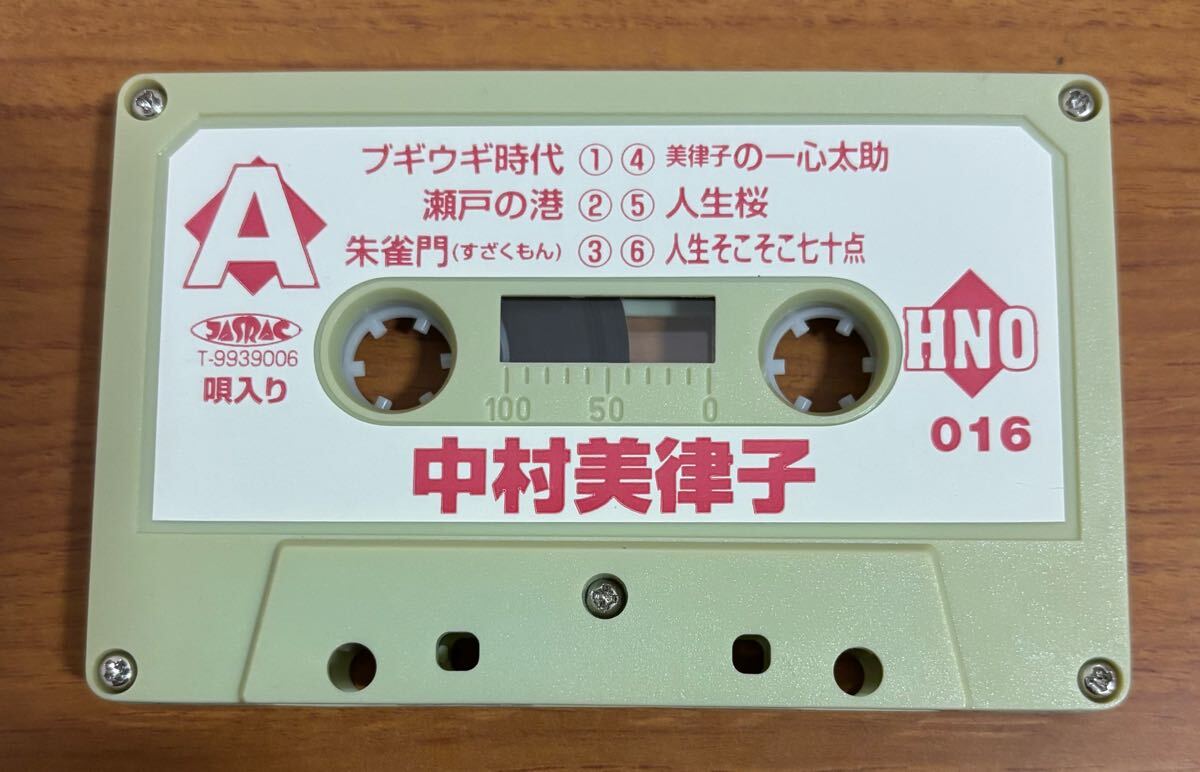 A
ブギウギ時代 ① ④ 美律子の一心太助
瀬戸の港 ② ⑤ 人生桜
朱雀門(すざくもん) ③ ⑥ 人生そこそこ七十点
JASRAC
T-9939006
唄入り
100 50 0
HNO
016
中村美律子